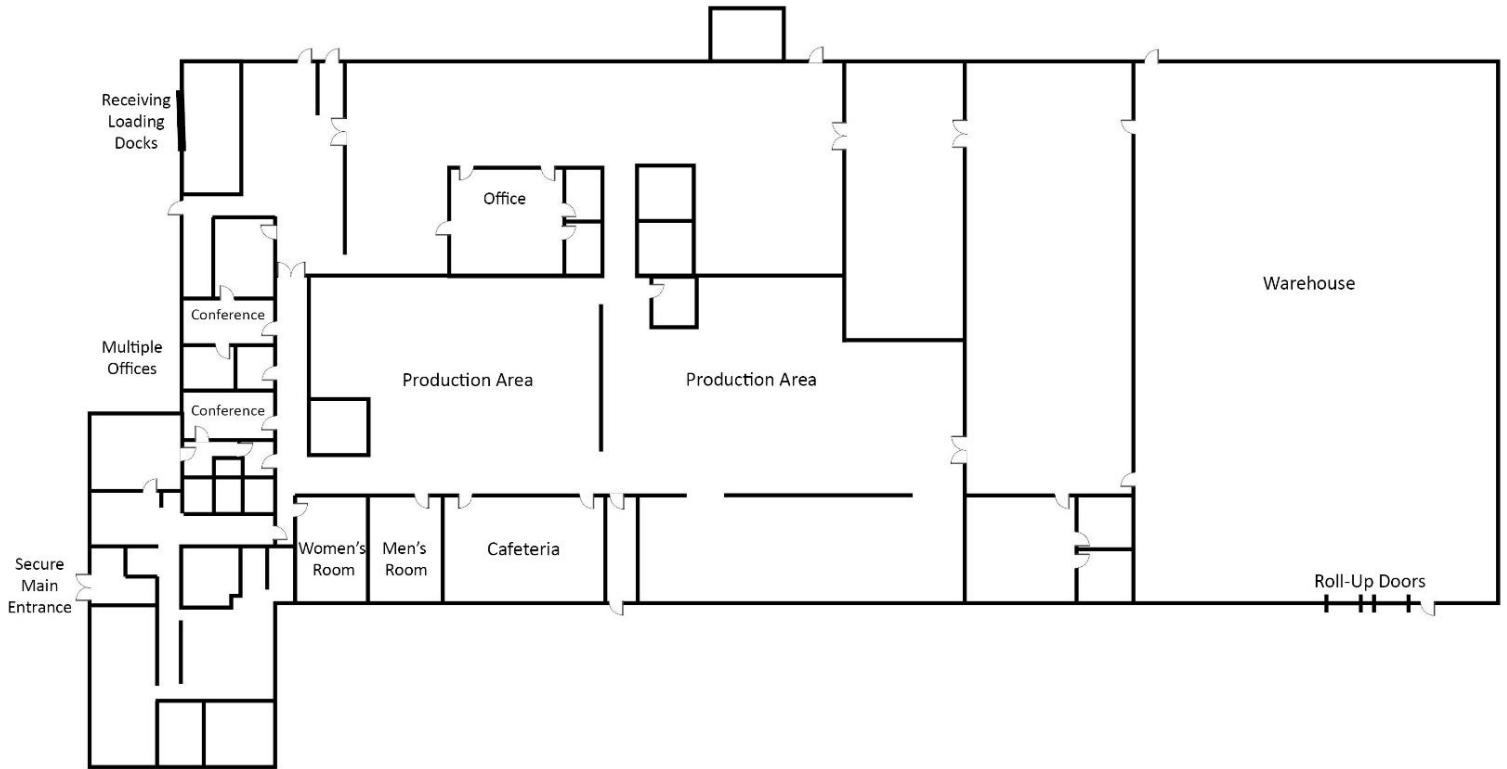 Receiving
Loading
Docks
Office
Warehouse
Conference
Multiple
Offices
Production Area
Production Area
Conference
Women's
Room
Men's
Room
Cafeteria
Secure
Main
Entrance
Roll-Up Doors